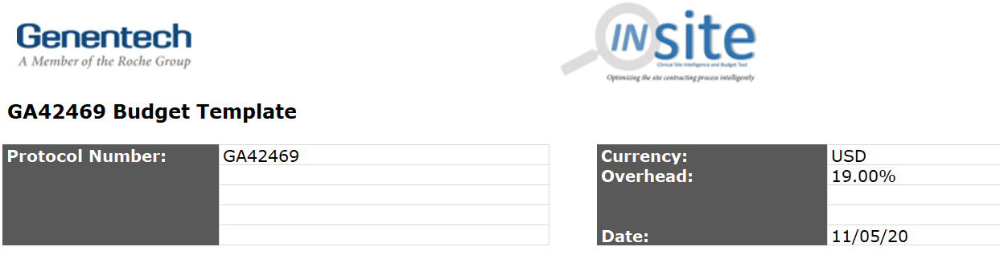 Genentech
A Member of the Roche Group
INsite
Clinical Site Intelligence and Budget Tool
Optimizing the site contracting process intelligently
GA42469 Budget Template
Protocol Number: GA42469
Currency: USD
Overhead: 19.00%
Date: 11/05/20